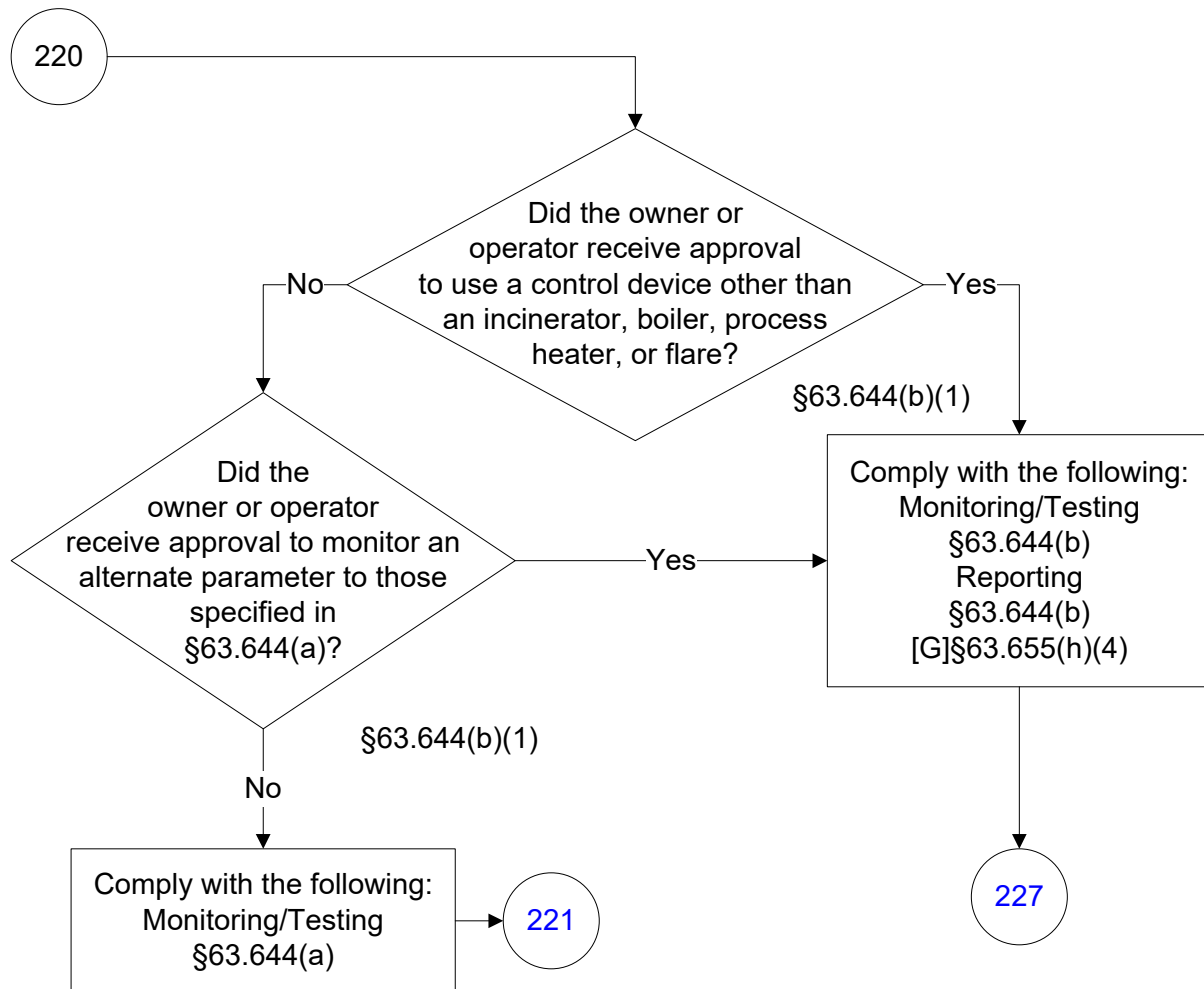 220
Did the owner or
operator receive approval
to use a control device other than
an incinerator, boiler, process
heater, or flare?
No
Yes
§63.644(b)(1)
Did the
owner or operator
receive approval to monitor an
alternate parameter to those
specified in
§63.644(a)?
Yes
Comply with the following:
Monitoring/Testing
§63.644(b)
Reporting
§63.644(b)
[G]§63.655(h)(4)
§63.644(b)(1)
No
Comply with the following:
Monitoring/Testing
§63.644(a)
221
227